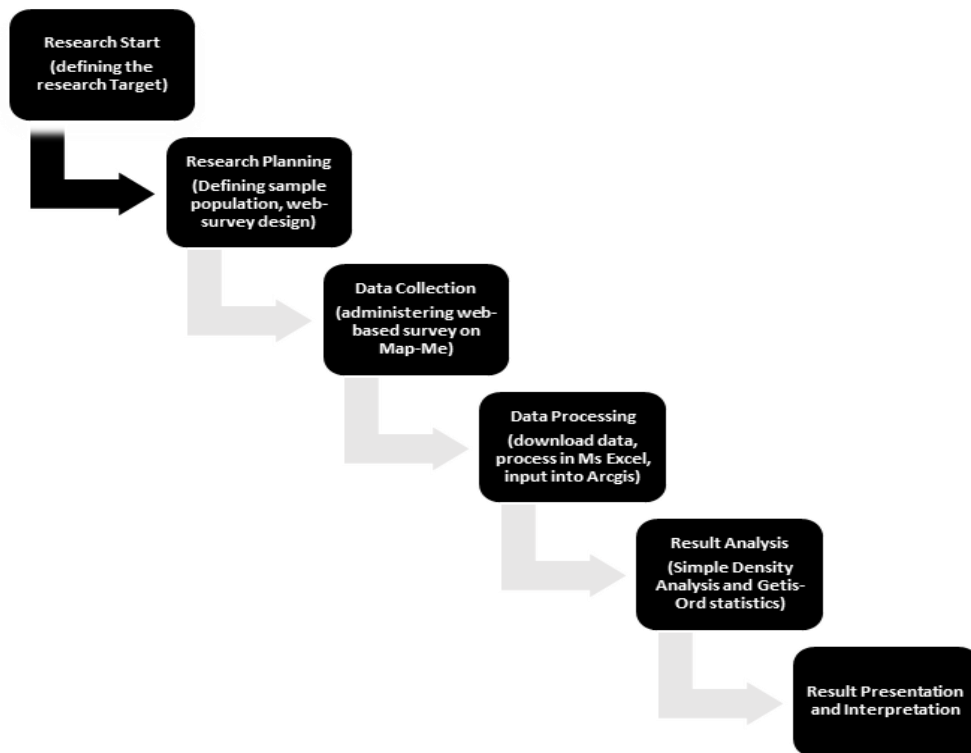 Research Start
(defining the
research Target)
Research Planning
(Defining sample
population, web-
survey design)
Data Collection
(administering web-
based survey on
Map-Me)
Data Processing
(download data,
process in Ms Excel,
input into Arcgis)
Result Analysis
(Simple Density
Analysis and Getis-
Ord statistics)
Result Presentation
and Interpretation